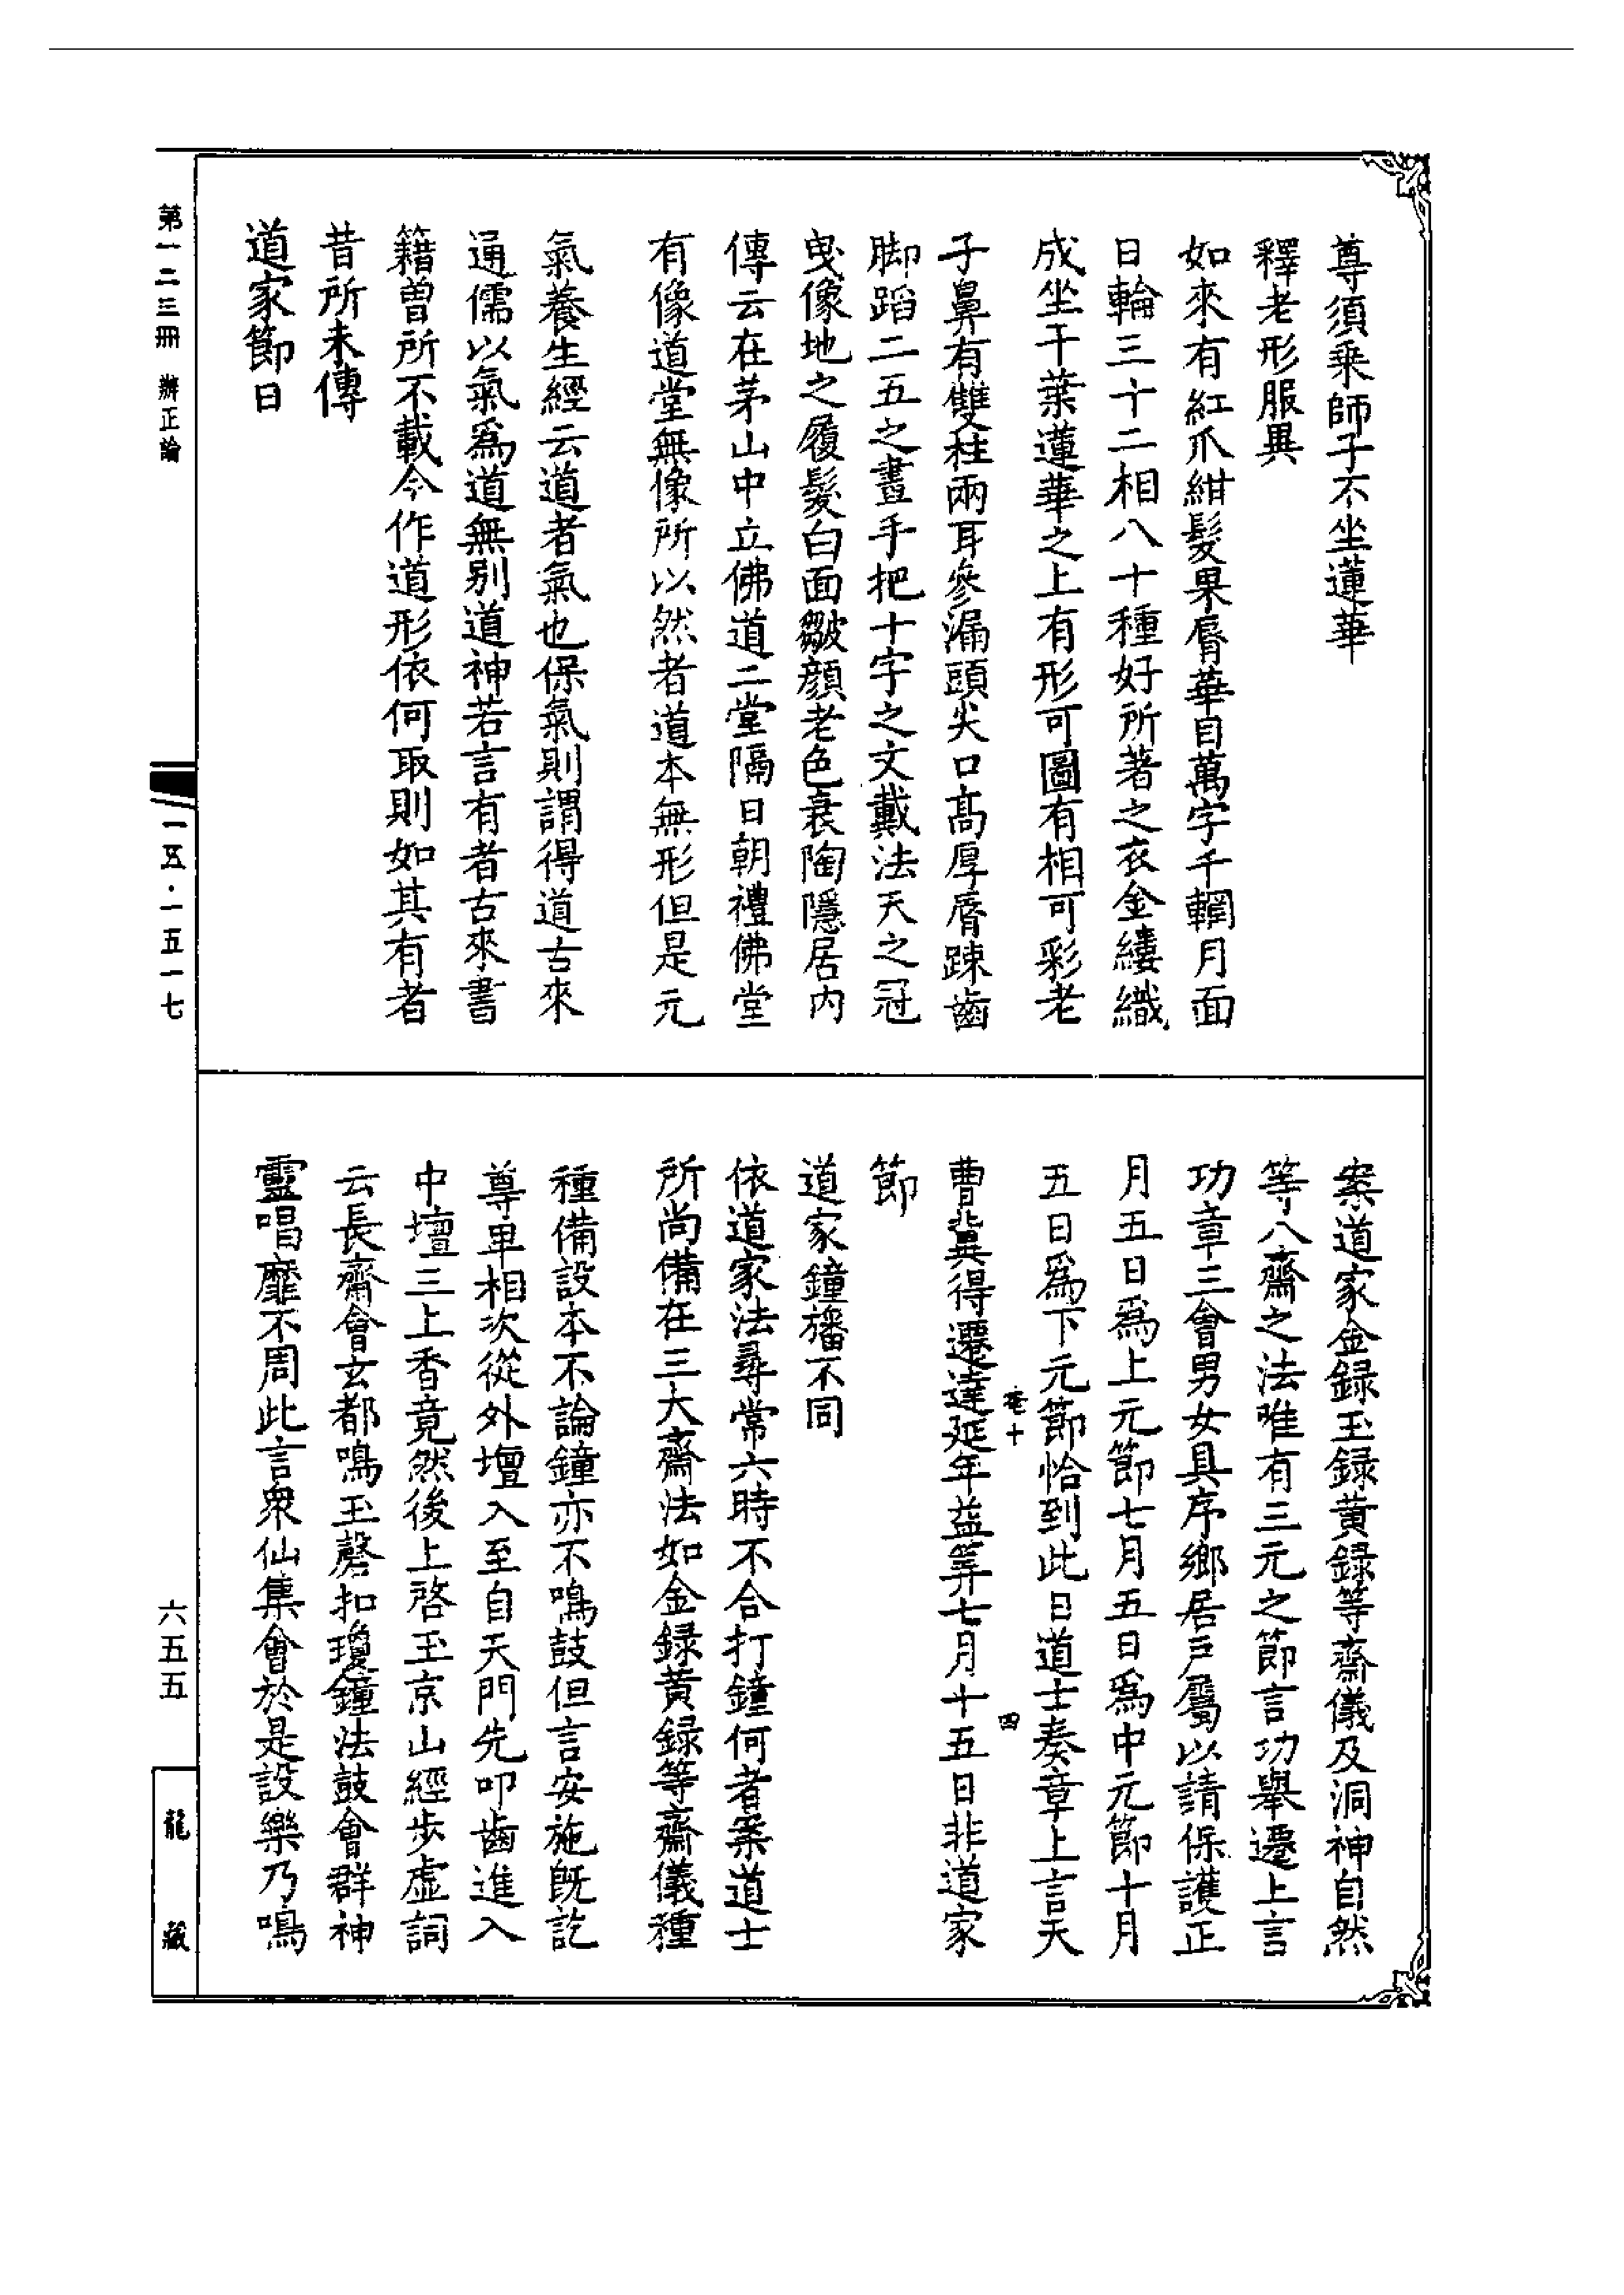 尊須乘師子不坐蓮華
釋老形服異
如來有紅爪紺髮果脣華目萬字千輞月面
日輪三十二相八十種好所著之衣金縷織
成坐千葉蓮華之上有形可圖有相可彩老
子鼻有雙柱兩耳參漏頭尖口高厚脣踈齒
脚蹈二五之畫手把十字之文戴法天之冠
曳像地之履髮白面皺顔老色衰陶隱居内
傳云在茅山中立佛道二堂隔日朝禮佛堂
有像道堂無像所以然者道本無形但是元
氣養生經云道者氣也保氣則謂得道古來
通儒以氣爲道無别道神若言有者古來書
籍曾所不載今作道形依何取則如其有者
昔所未傳
道家節日
案道家金録玉録黄録等齋儀及洞神自然
等八齋之法唯有三元之節言功舉遷上言
功章三會男女具序鄉居户屬以請保護正
月五日爲上元節七月五日爲中元節十月
五日爲下元節恰到此日道士奏章上言天
卷十 四
曹冀得遷達延年益筭七月十五日非道家
節
道家鐘旛不同
依道家法尋常六時不合打鐘何者案道士
所尚備在三大齋法如金録黄録等齋儀種
種備設本不論鐘亦不鳴鼓但言安施旣訖
尊卑相次從外壇入至自天門先叩齒進入
中壇三上香竟然後上啓玉京山經步虚詞
云長齋會玄都鳴玉磬扣瓊鐘法鼓會群神
靈唱靡不周此言衆仙集會於是設樂乃鳴
第一二三冊 辨正論
一五·一五一七
六五五
龍藏